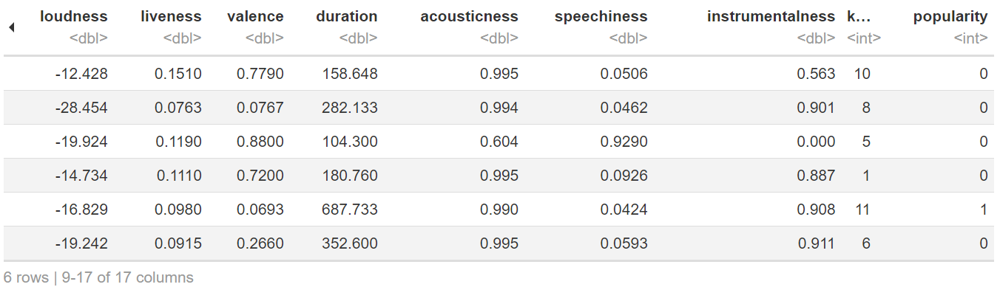 loudness liveness valence duration acousticness speechiness instrumentalness k... popularity
<dbl> <dbl> <dbl> <dbl> <dbl> <dbl> <dbl> <int> <int>
-12.428 0.1510 0.7790 158.648 0.995 0.0506 0.563 10 0
-28.454 0.0763 0.0767 282.133 0.994 0.0462 0.901 8 0
-19.924 0.1190 0.8800 104.300 0.604 0.9290 0.000 5 0
-14.734 0.1110 0.7200 180.760 0.995 0.0926 0.887 1 0
-16.829 0.0980 0.0693 687.733 0.990 0.0424 0.908 11 1
-19.242 0.0915 0.2660 352.600 0.995 0.0593 0.911 6 0
6 rows | 9-17 of 17 columns